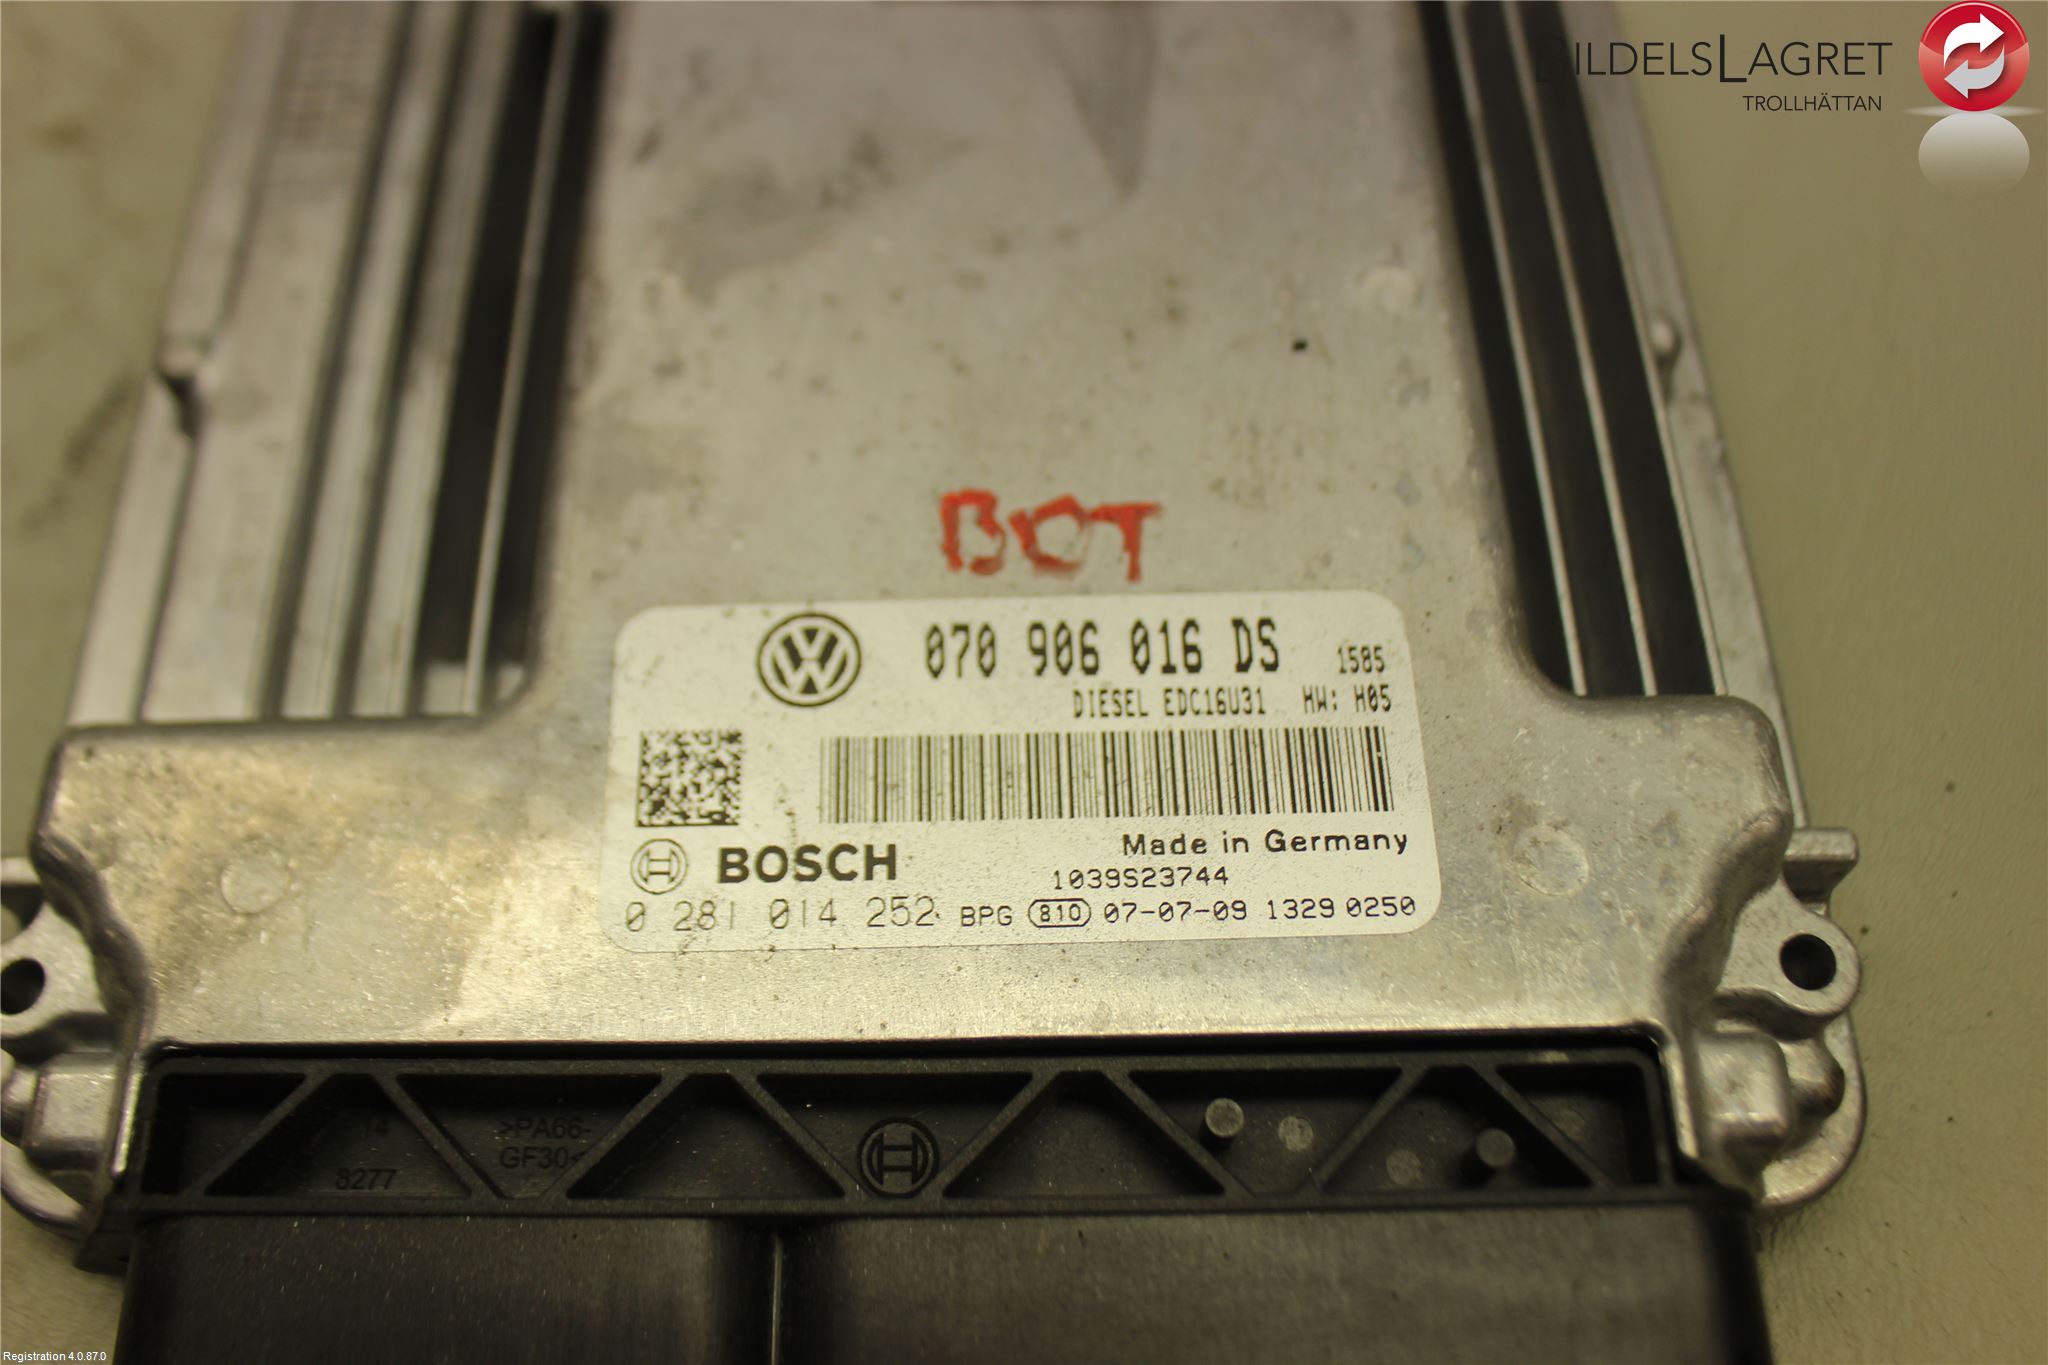 BILDELSLAGRET
TROLLHÄTTAN
BOT
070 906 016 DS 1585
DIESEL EDC16U31 HW: H05
Made in Germany
BOSCH
1039S23744
0 281 014 252 BPG 810 07-07-09 1329 0250
14
8277
>PA66-
GF30<
Registration 4.0.87.0